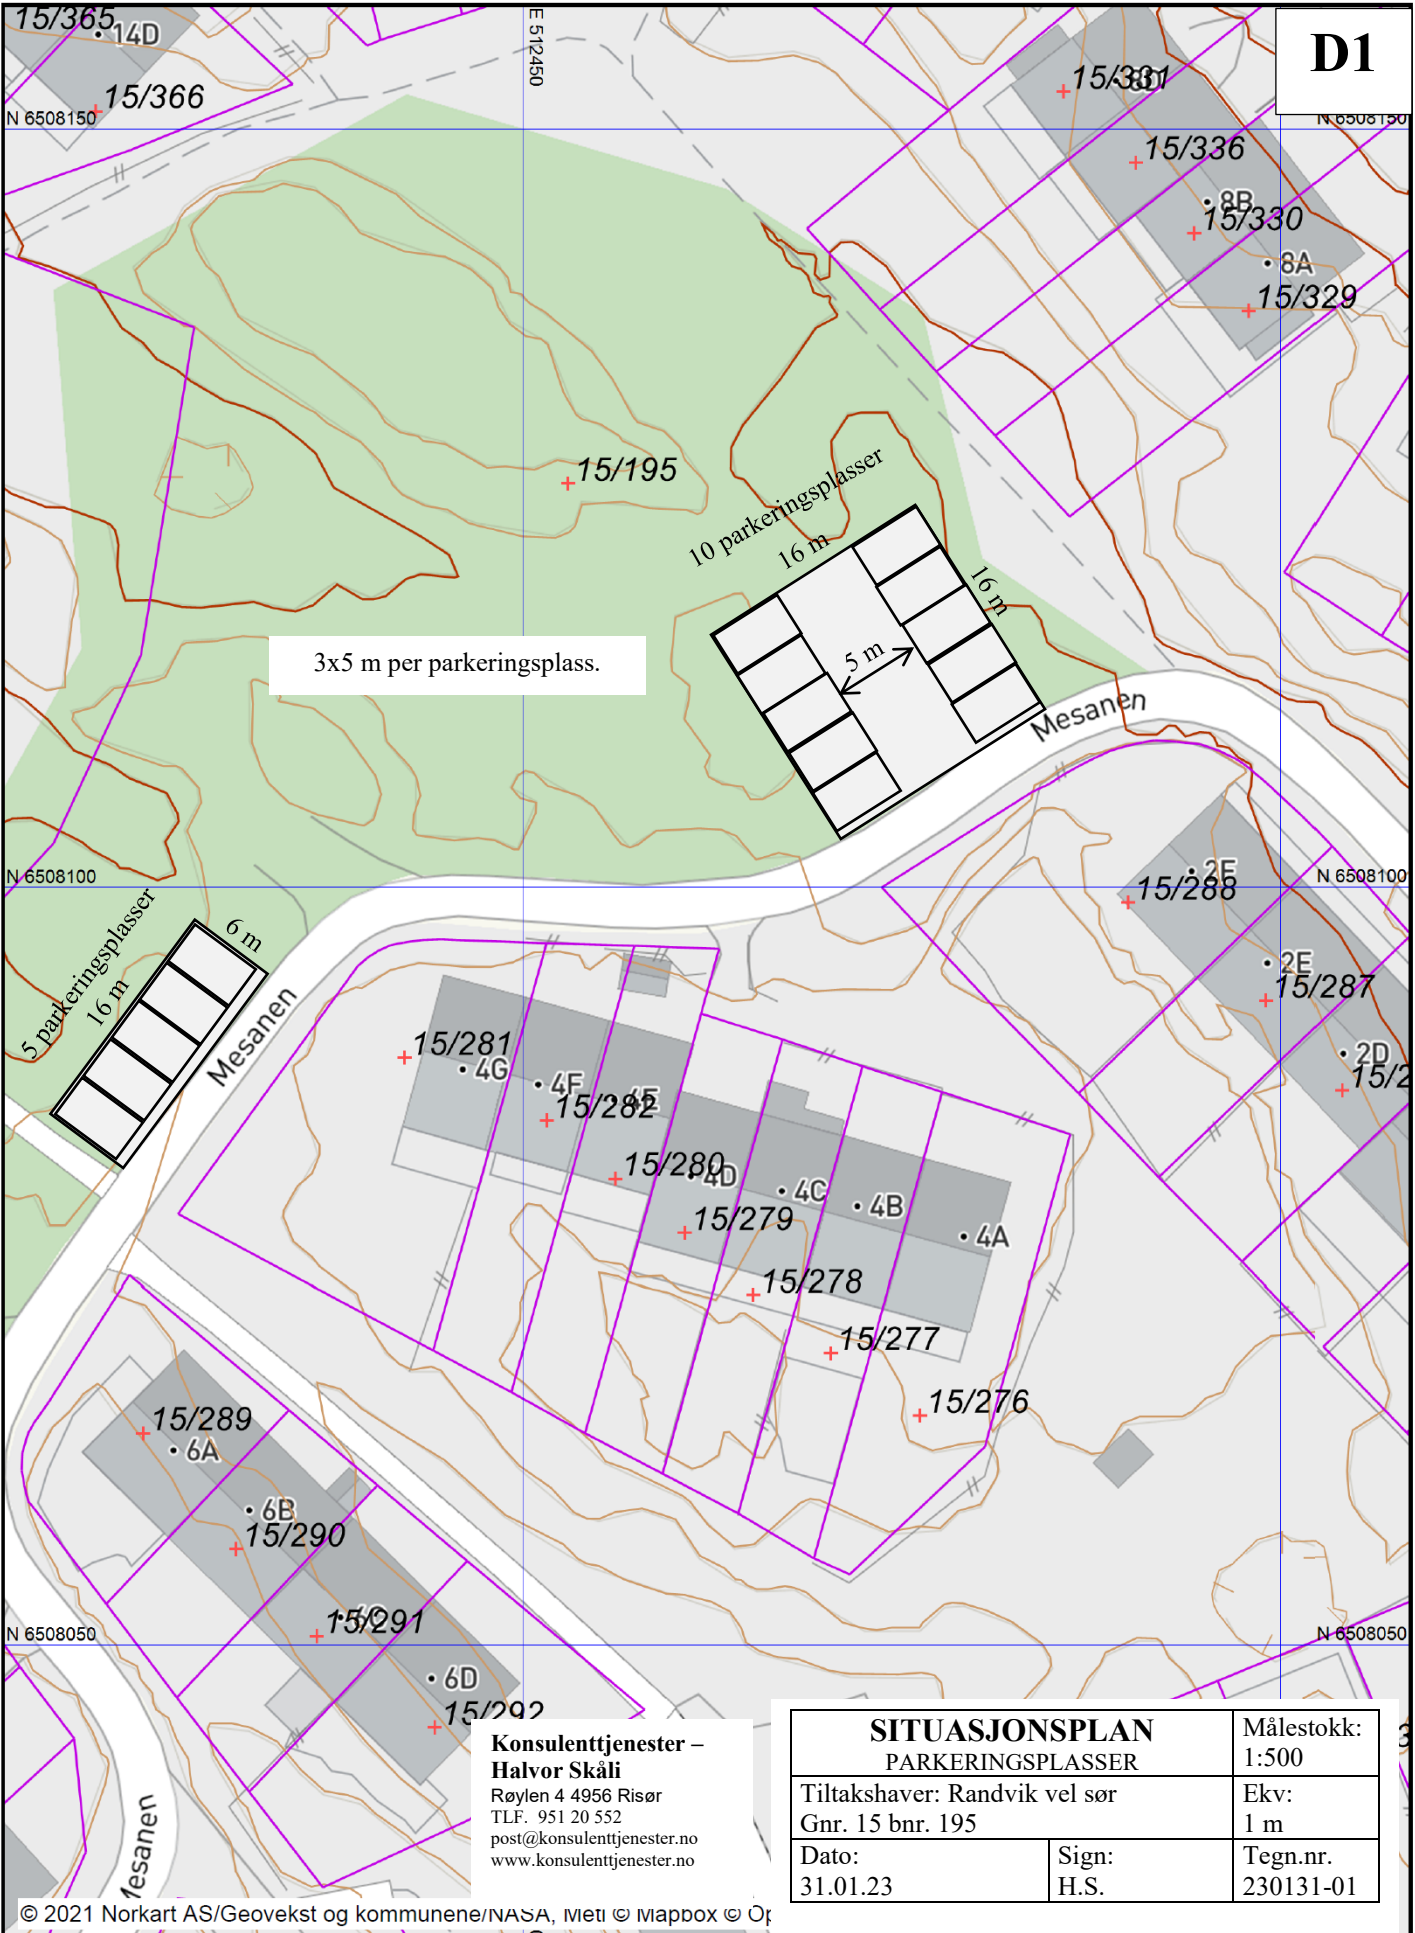 15/365
14D
15/366
E 512450
D1
N 6508150
N 6508150
15/331
15/336
8B
15/330
8A
15/329
15/195
10 parkeringsplasser
16 m
16 m
5 m
3x5 m per parkeringsplass.
Mesanen
N 6508100
N 6508100
2F
15/288
2E
15/287
2D
15/2
5 parkeringsplasser
16 m
6 m
Mesanen
15/281
4G
4F
15/282
4E
15/280
4D
15/279
4C
4B
4A
15/278
15/277
15/276
15/289
6A
6B
15/290
15/291
6D
15/292
N 6508050
N 6508050
Mesanen
Konsulenttjenester –
Halvor Skåli
Røylen 4 4956 Risør
TLF. 951 20 552
post@konsulenttjenester.no
www.konsulenttjenester.no
SITUASJONSPLAN
PARKERINGSPLASSER
Målestokk:
1:500
Tiltakshaver: Randvik vel sør
Gnr. 15 bnr. 195
Ekv:
1 m
Dato:
31.01.23
Sign:
H.S.
Tegn.nr.
230131-01
© 2021 Norkart AS/Geovekst og kommunene/NASA, Meti © Mapbox © Op